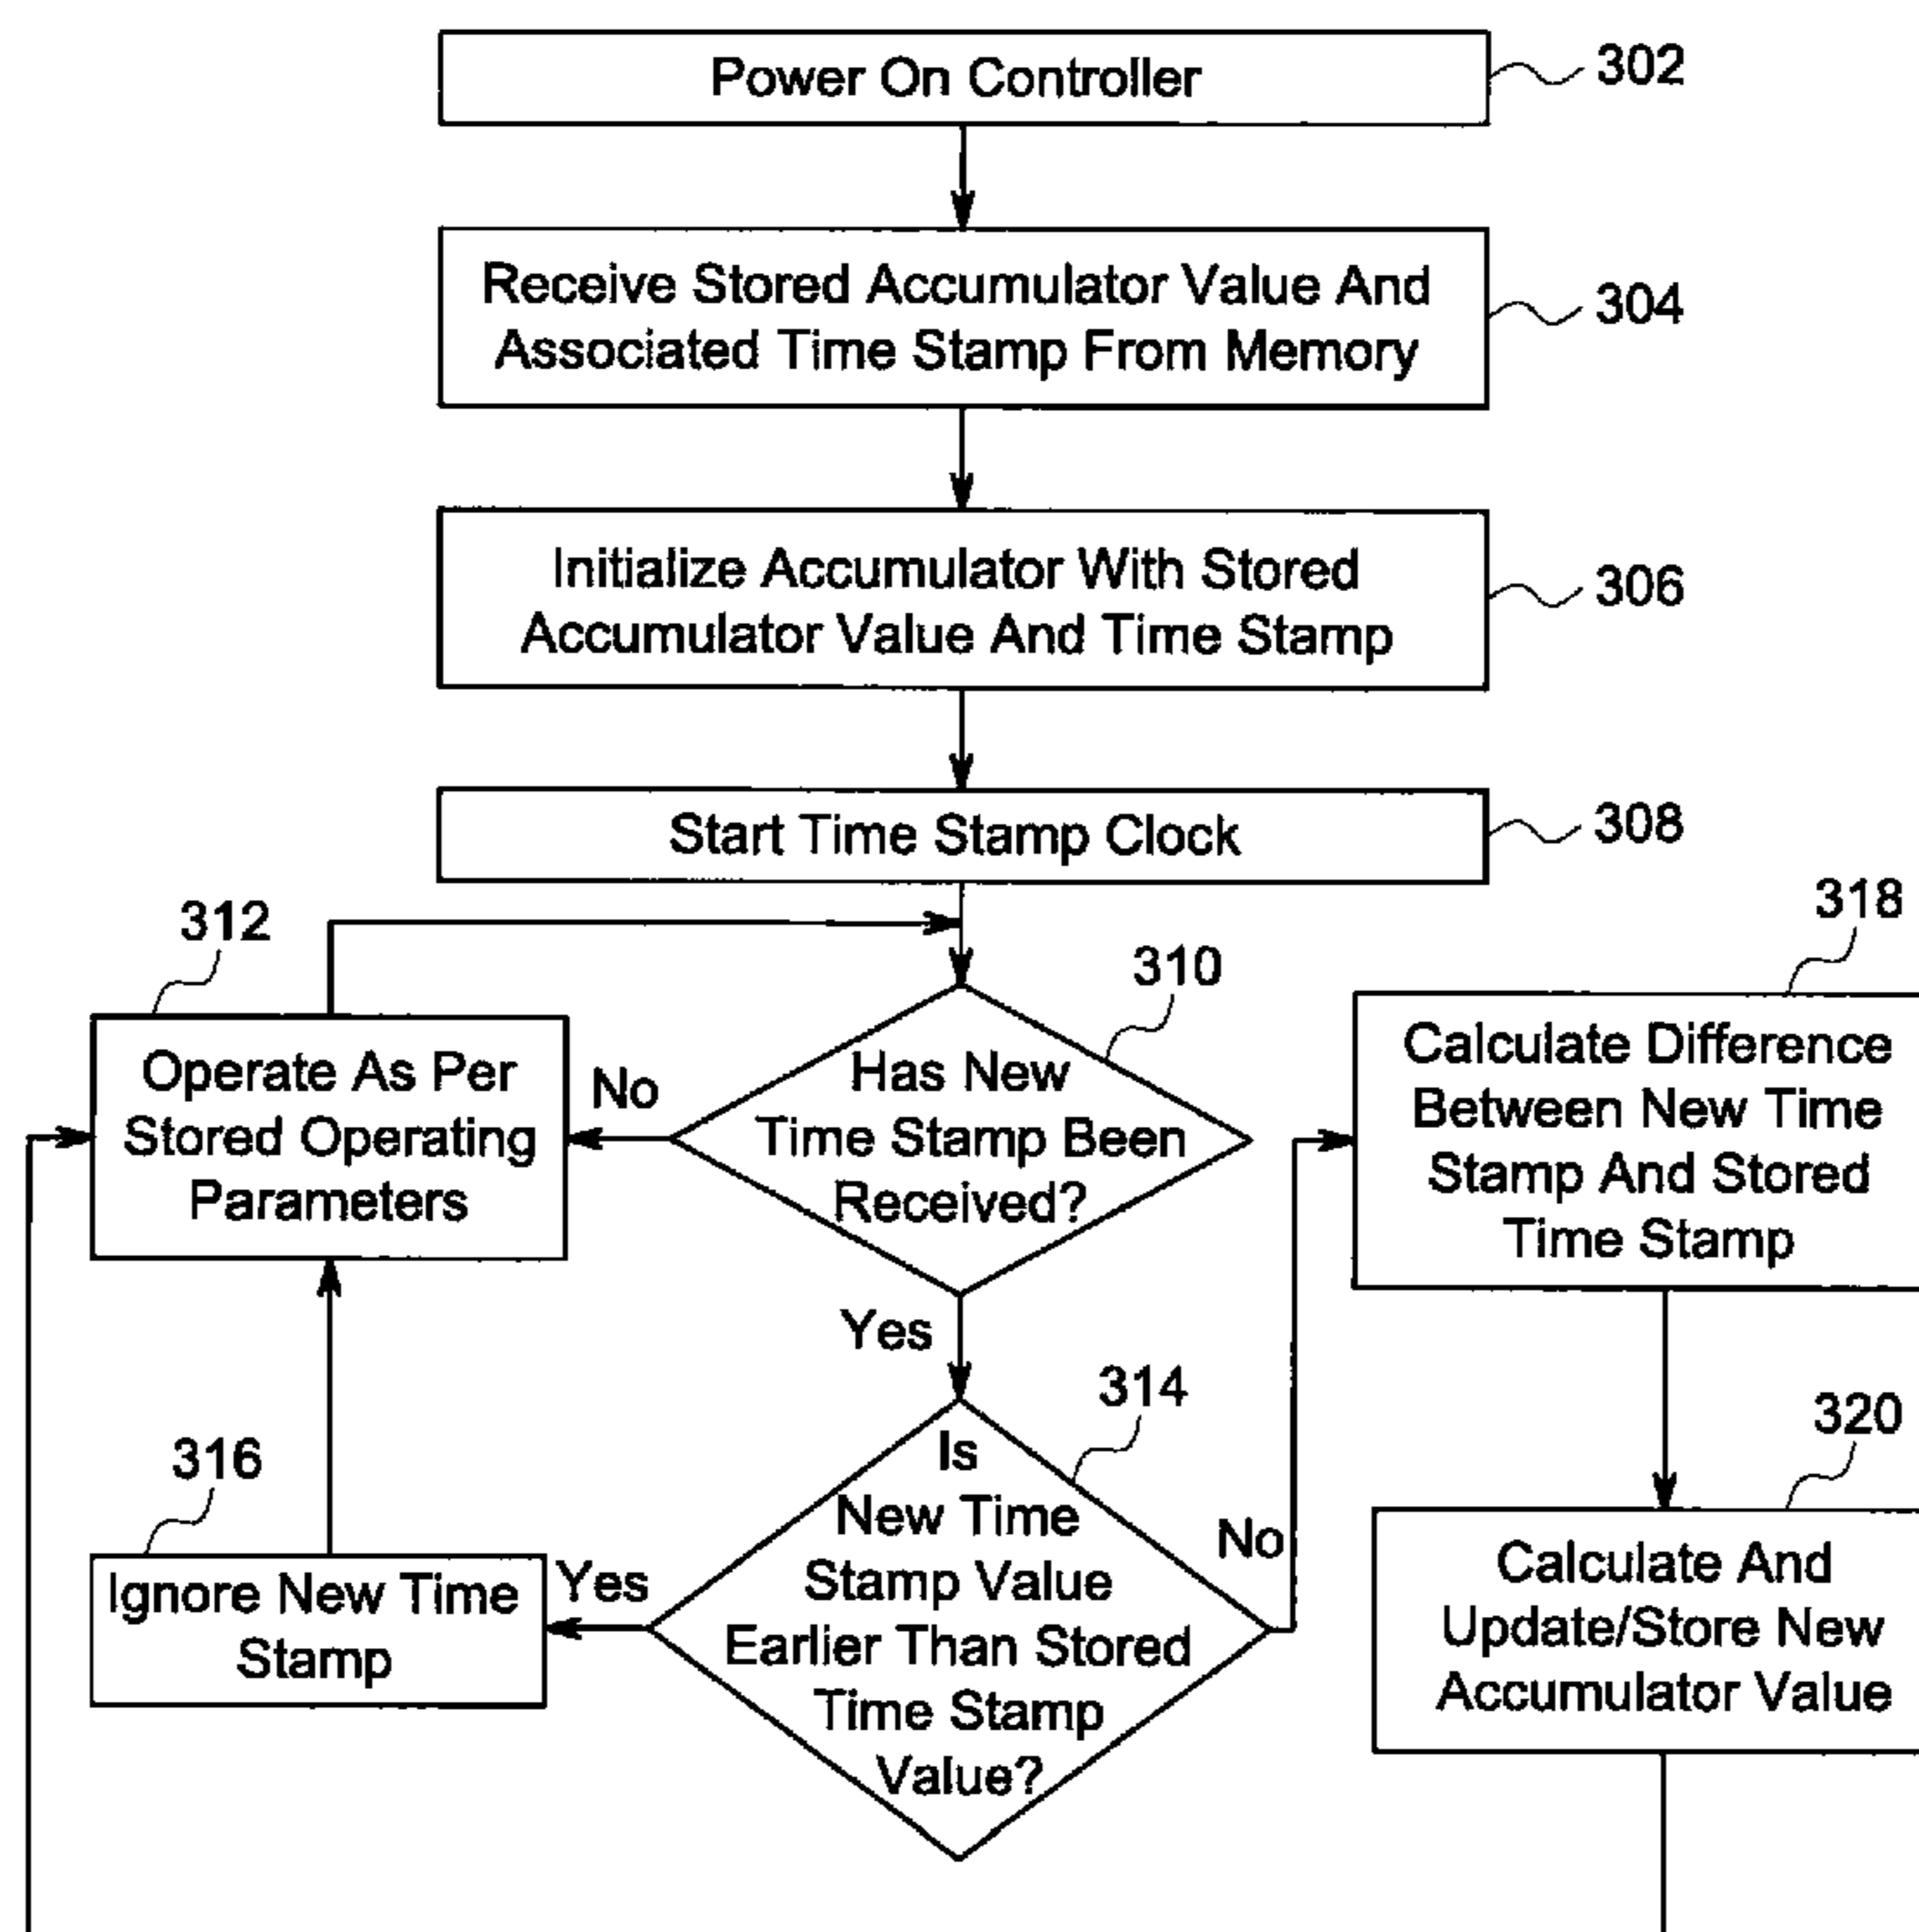 Power On Controller
302
Receive Stored Accumulator Value And
Associated Time Stamp From Memory
304
Initialize Accumulator With Stored
Accumulator Value And Time Stamp
306
Start Time Stamp Clock
308
312
Operate As Per
Stored Operating
Parameters
No
310
Has New
Time Stamp Been
Received?
Yes
318
Calculate Difference
Between New Time
Stamp And Stored
Time Stamp
314
Is
New Time
Stamp Value
Earlier Than Stored
Time Stamp
Value?
Yes
No
316
Ignore New Time
Stamp
320
Calculate And
Update/Store New
Accumulator Value